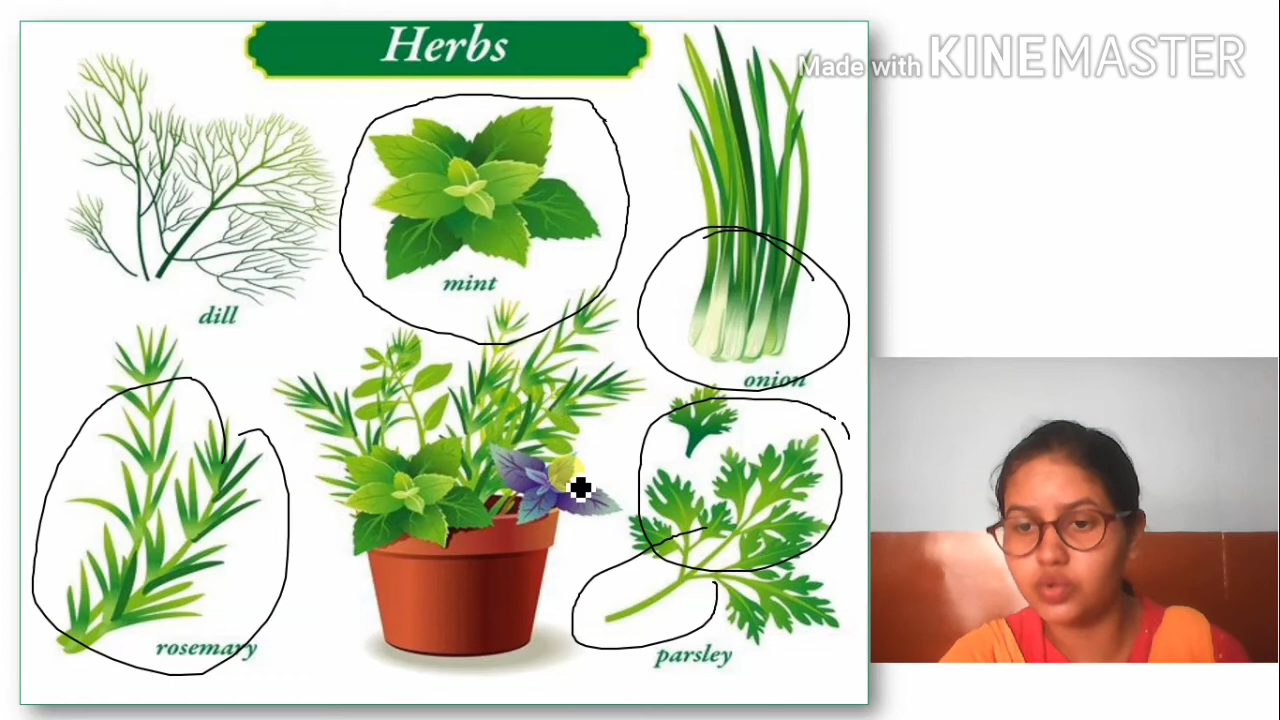 Herbs
Made with KINEMASTER
mint
dill
onion
rosemary
parsley